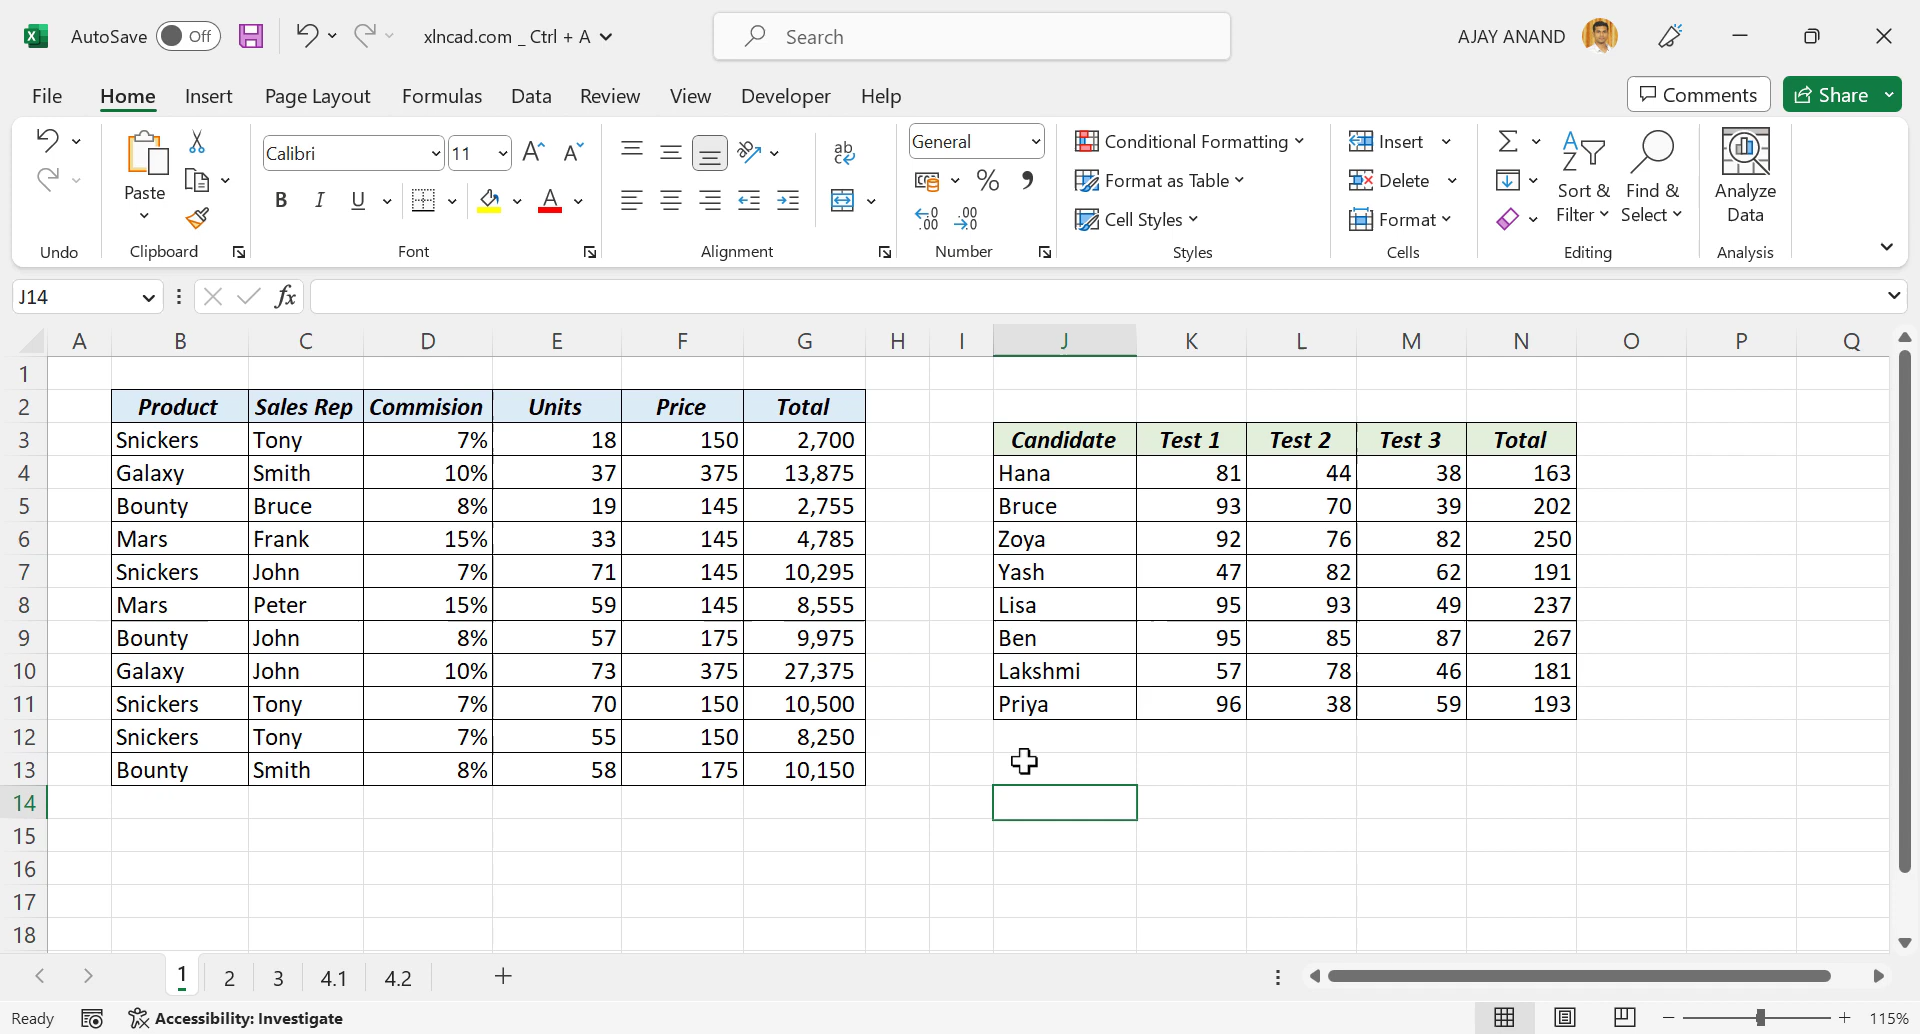 AutoSave Off xlncad.com _ Ctrl + A Search AJAY ANAND
File Home Insert Page Layout Formulas Data Review View Developer Help Comments Share
Paste Calibri 11 General Conditional Formatting Insert Sort & Filter Find & Select Analyze Data
B I U ab c % Format as Table Delete
Cell Styles Format
Undo Clipboard Font Alignment Number Styles Cells Editing Analysis
J14 fx
A B C D E F G H I J K L M N O P Q
1
2 Product Sales Rep Commision Units Price Total
3 Snickers Tony 7% 18 150 2,700 Candidate Test 1 Test 2 Test 3 Total
4 Galaxy Smith 10% 37 375 13,875 Hana 81 44 38 163
5 Bounty Bruce 8% 19 145 2,755 Bruce 93 70 39 202
6 Mars Frank 15% 33 145 4,785 Zoya 92 76 82 250
7 Snickers John 7% 71 145 10,295 Yash 47 82 62 191
8 Mars Peter 15% 59 145 8,555 Lisa 95 93 49 237
9 Bounty John 8% 57 175 9,975 Ben 95 85 87 267
10 Galaxy John 10% 73 375 27,375 Lakshmi 57 78 46 181
11 Snickers Tony 7% 70 150 10,500 Priya 96 38 59 193
12 Snickers Tony 7% 55 150 8,250
13 Bounty Smith 8% 58 175 10,150
14
15
16
17
18
1 2 3 4.1 4.2
Ready Accessibility: Investigate 115%